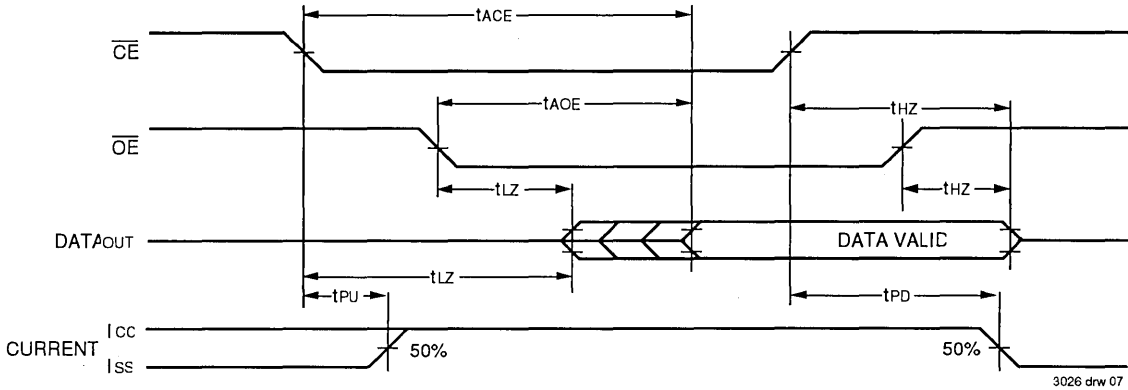 tACE
CE
tAOE
tHZ
OE
tLZ
tHZ
DATAOUT
DATA VALID
tLZ
tPU
tPD
ICC
CURRENT
ISS
50%
50%
3026 drw 07